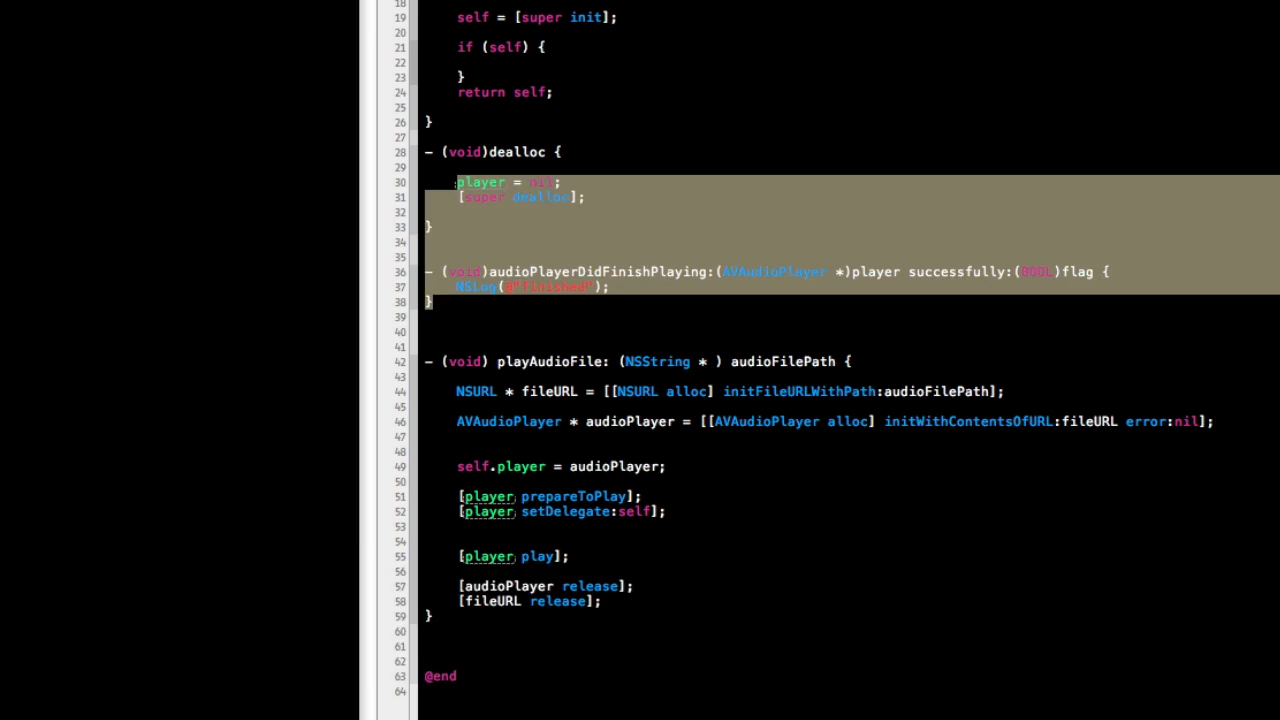 18
19 self = [super init];
20
21 if (self) {
22
23 }
24 return self;
25
26 }
27
28 - (void)dealloc {
29
30 player = nil;
31 [super dealloc];
32
33 }
34
35
36 - (void)audioPlayerDidFinishPlaying:(AVAudioPlayer *)player successfully:(BOOL)flag {
37 NSLog(@"finished");
38 }
39
40
41
42 - (void) playAudioFile: (NSString * ) audioFilePath {
43
44 NSURL * fileURL = [[NSURL alloc] initFileURLWithPath:audioFilePath];
45
46 AVAudioPlayer * audioPlayer = [[AVAudioPlayer alloc] initWithContentsOfURL:fileURL error:nil];
47
48
49 self.player = audioPlayer;
50
51 [player prepareToPlay];
52 [player setDelegate:self];
53
54
55 [player play];
56
57 [audioPlayer release];
58 [fileURL release];
59 }
60
61
62
63 @end
64